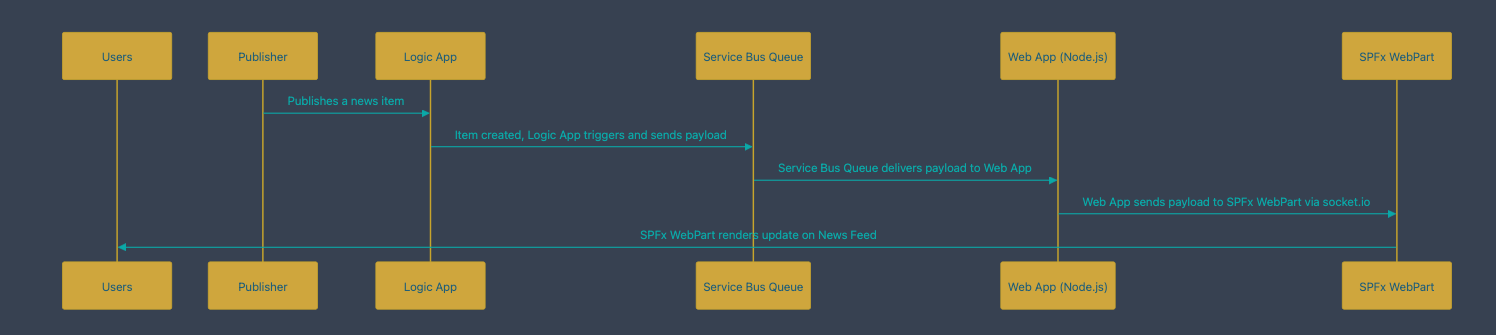 Users
Publisher
Logic App
Service Bus Queue
Web App (Node.js)
SPFx WebPart
Publishes a news item
Item created, Logic App triggers and sends payload
Service Bus Queue delivers payload to Web App
Web App sends payload to SPFx WebPart via socket.io
SPFx WebPart renders update on News Feed
Users
Publisher
Logic App
Service Bus Queue
Web App (Node.js)
SPFx WebPart